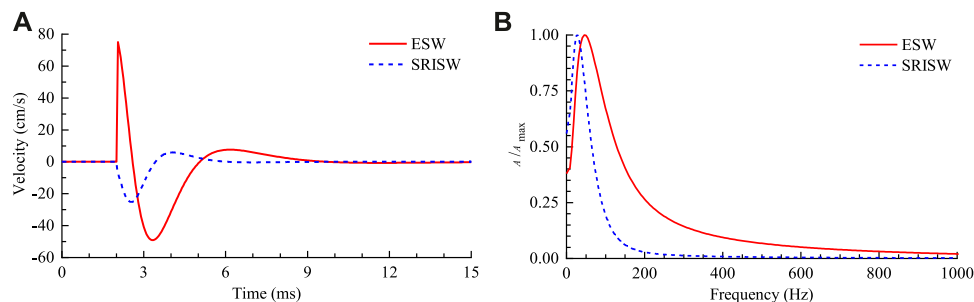 A
ESW
SRISW
Velocity (cm/s)
80
60
40
20
0
-20
-40
-60
0 3 6 9 12 15
Time (ms)
B
ESW
SRISW
A/Amax
1.00
0.75
0.50
0.25
0.00
0 200 400 600 800 1000
Frequency (Hz)